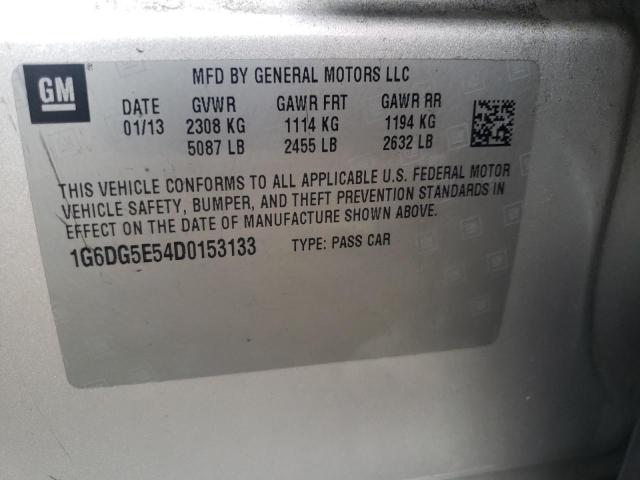 GM
MFD BY GENERAL MOTORS LLC
DATE GVWR GAWR FRT GAWR RR
01/13 2308 KG 1114 KG 1194 KG
5087 LB 2455 LB 2632 LB
THIS VEHICLE CONFORMS TO ALL APPLICABLE U.S. FEDERAL MOTOR
VEHICLE SAFETY, BUMPER, AND THEFT PREVENTION STANDARDS IN
EFFECT ON THE DATE OF MANUFACTURE SHOWN ABOVE.
1G6DG5E54D0153133 TYPE: PASS CAR